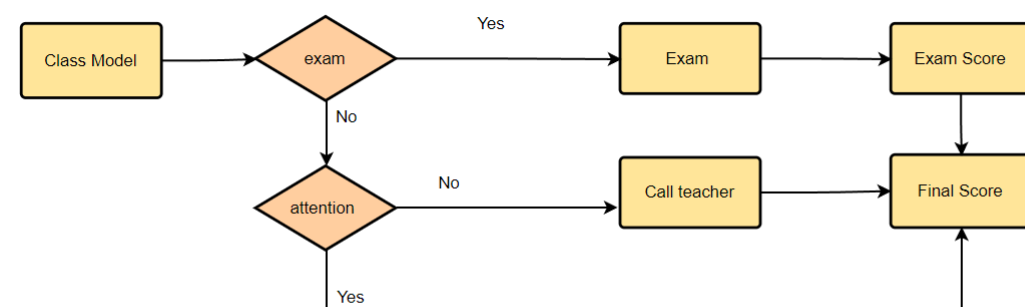 Yes
Class Model
exam
Exam
Exam Score
No
No
attention
Call teacher
Final Score
Yes